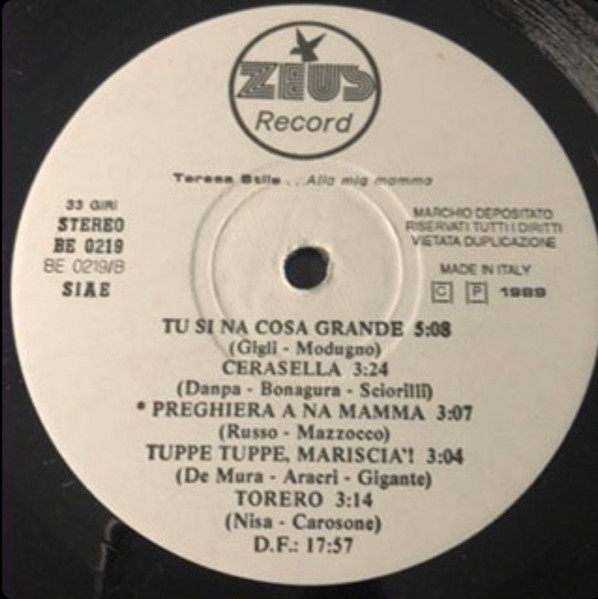 ZEUS
Record
Teresa Stile...Alla mia mamma
33 GIRI
STEREO
BE 0219
BE 0219/B
SIAE
MARCHIO DEPOSITATO
RISERVATI TUTTI I DIRITTI
VIETATA DUPLICAZIONE
MADE IN ITALY
C P 1989
TU SI NA COSA GRANDE 5:08
(Gigli - Modugno)
CERASELLA 3:24
(Danpa - Bonagura - Sciorilli)
* PREGHIERA A NA MAMMA 3:07
(Russo - Mazzocco)
TUPPE TUPPE, MARISCIA'! 3:04
(De Mura - Aracri - Gigante)
TORERO 3:14
(Nisa - Carosone)
D.F.: 17:57